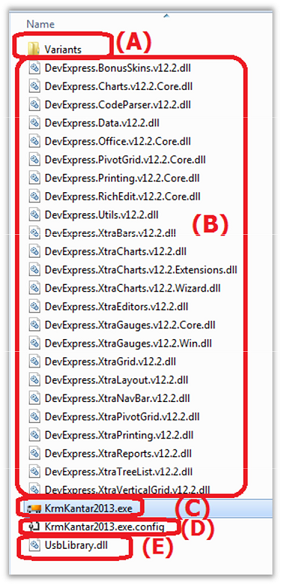 Name
Variants (A)
DevExpress.BonusSkins.v12.2.dll
DevExpress.Charts.v12.2.Core.dll
DevExpress.CodeParser.v12.2.dll
DevExpress.Data.v12.2.dll
DevExpress.Office.v12.2.Core.dll
DevExpress.PivotGrid.v12.2.Core.dll
DevExpress.Printing.v12.2.Core.dll
DevExpress.RichEdit.v12.2.Core.dll
DevExpress.Utils.v12.2.dll
DevExpress.XtraBars.v12.2.dll (B)
DevExpress.XtraCharts.v12.2.dll
DevExpress.XtraCharts.v12.2.Extensions.dll
DevExpress.XtraCharts.v12.2.Wizard.dll
DevExpress.XtraEditors.v12.2.dll
DevExpress.XtraGauges.v12.2.Core.dll
DevExpress.XtraGauges.v12.2.Win.dll
DevExpress.XtraGrid.v12.2.dll
DevExpress.XtraLayout.v12.2.dll
DevExpress.XtraNavBar.v12.2.dll
DevExpress.XtraPivotGrid.v12.2.dll
DevExpress.XtraPrinting.v12.2.dll
DevExpress.XtraReports.v12.2.dll
DevExpress.XtraTreeList.v12.2.dll
DevExpress.XtraVerticalGrid.v12.2.dll
KrmKantar2013.exe (C)
KrmKantar2013.exe.config (D)
UsbLibrary.dll (E)